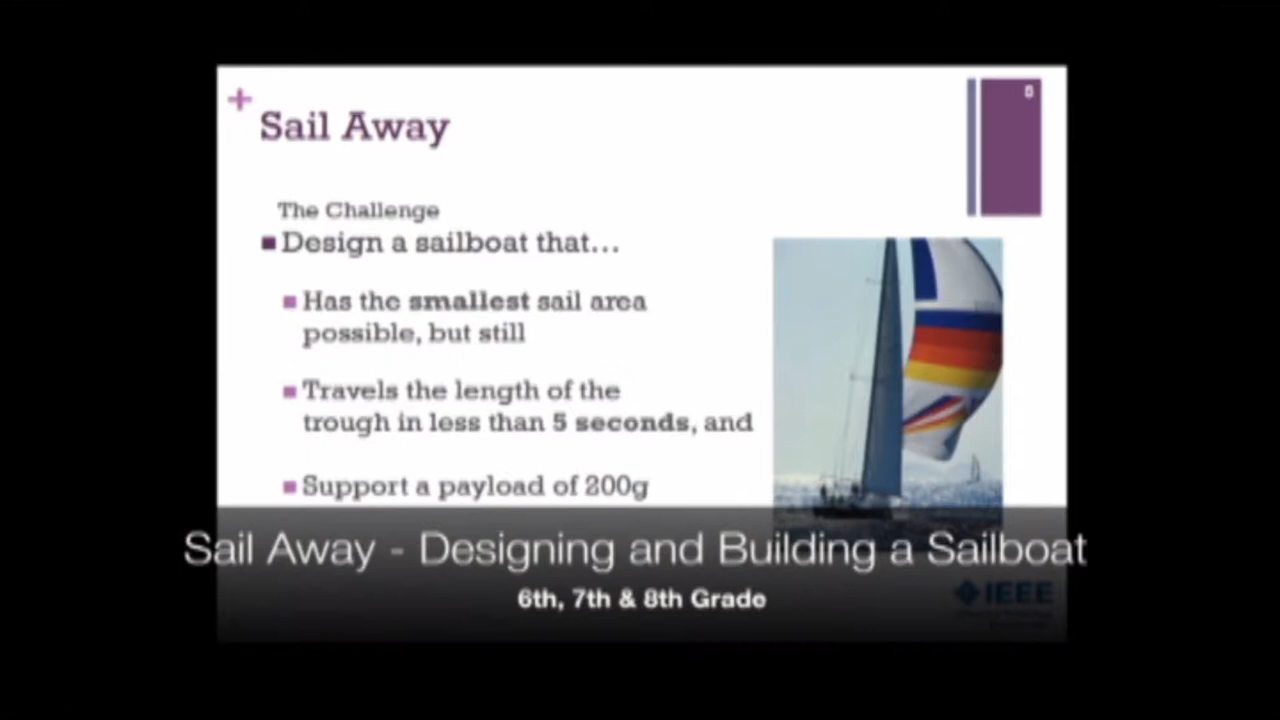 +
Sail Away
The Challenge
Design a sailboat that...
Has the smallest sail area
possible, but still
Travels the length of the
trough in less than 5 seconds, and
Support a payload of 200g
Sail Away - Designing and Building a Sailboat
6th, 7th & 8th Grade
IEEE